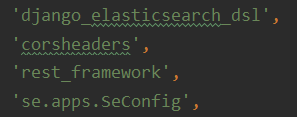 'django_elasticsearch_dsl',
'corsheaders',
'rest_framework',
'se.apps.SeConfig',